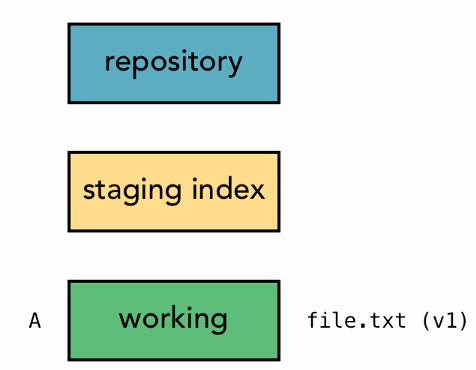 repository
staging index
A working file.txt (v1)